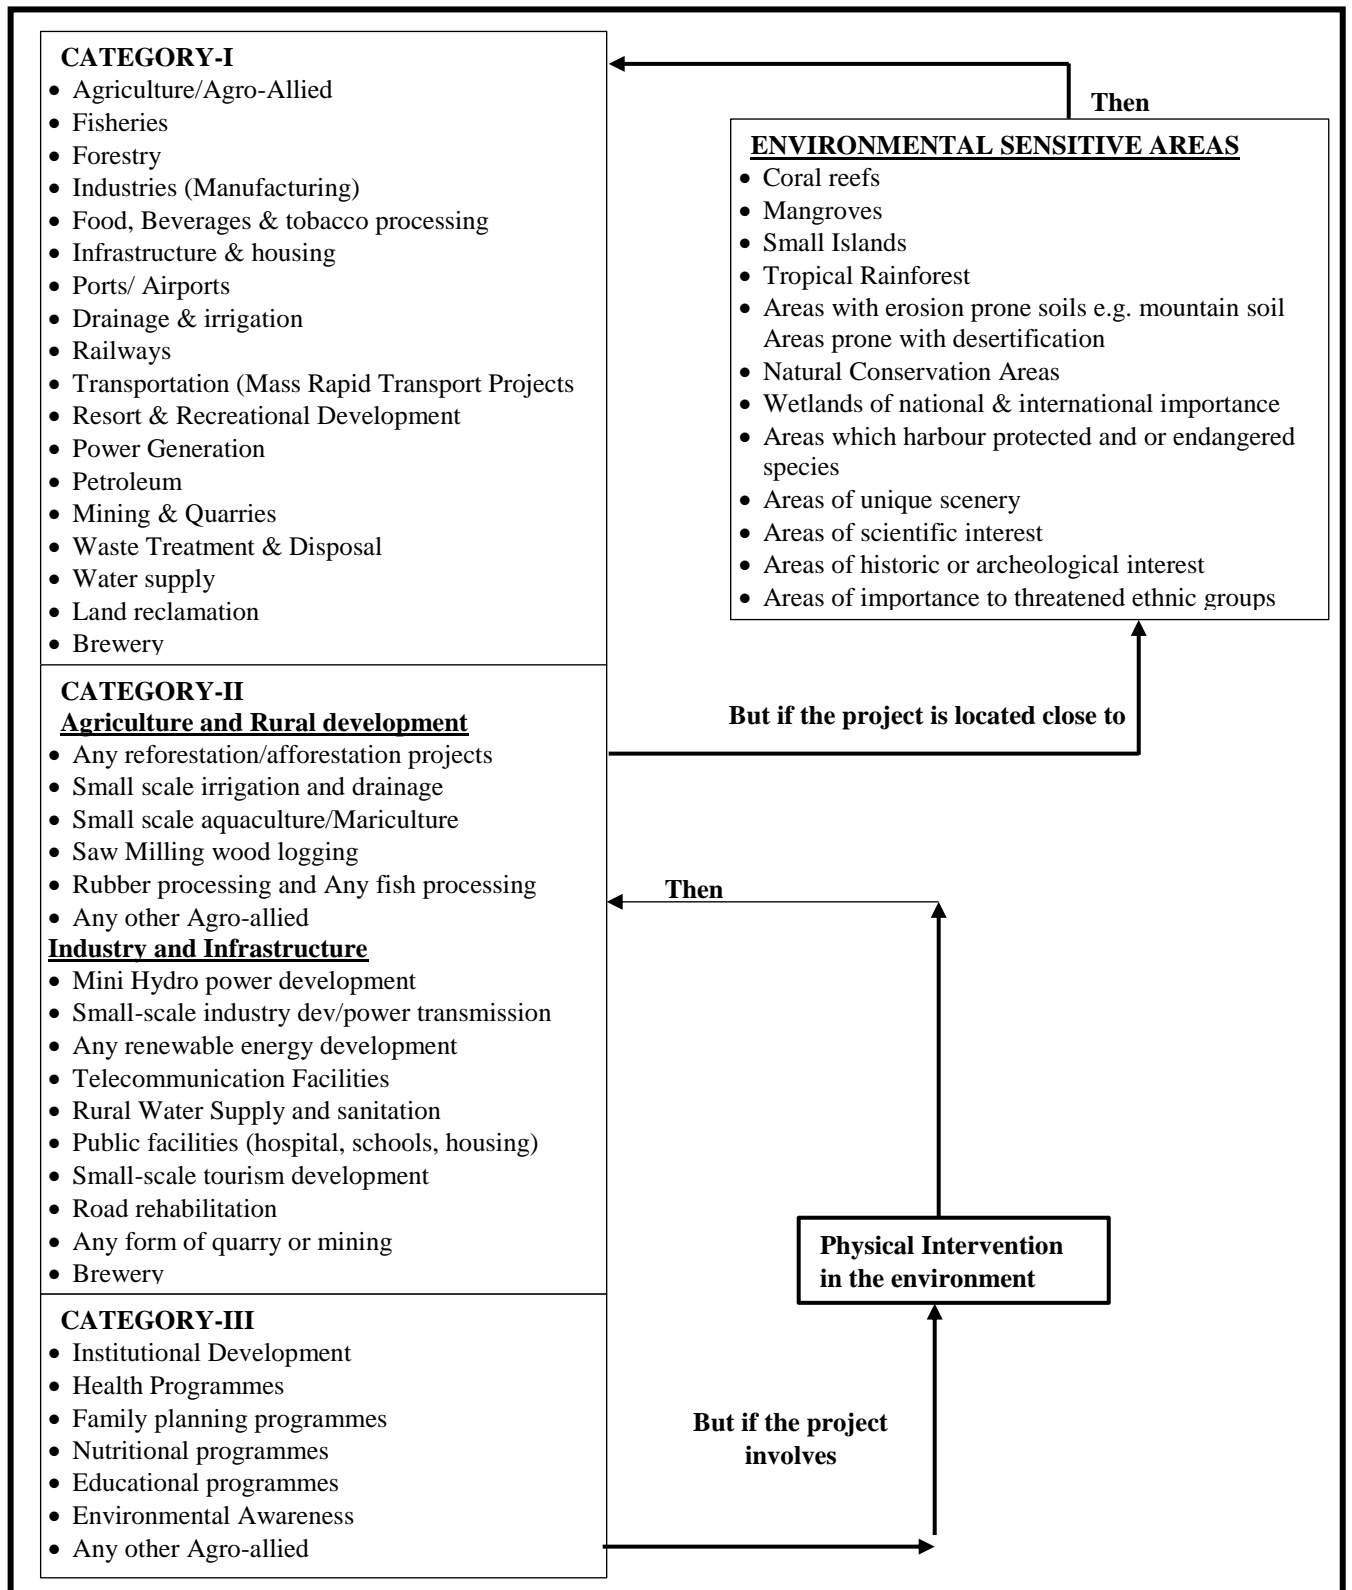 CATEGORY-I
• Agriculture/Agro-Allied
• Fisheries
• Forestry
• Industries (Manufacturing)
• Food, Beverages & tobacco processing
• Infrastructure & housing
• Ports/ Airports
• Drainage & irrigation
• Railways
• Transportation (Mass Rapid Transport Projects
• Resort & Recreational Development
• Power Generation
• Petroleum
• Mining & Quarries
• Waste Treatment & Disposal
• Water supply
• Land reclamation
• Brewery
Then
ENVIRONMENTAL SENSITIVE AREAS
• Coral reefs
• Mangroves
• Small Islands
• Tropical Rainforest
• Areas with erosion prone soils e.g. mountain soil
Areas prone with desertification
• Natural Conservation Areas
• Wetlands of national & international importance
• Areas which harbour protected and or endangered
species
• Areas of unique scenery
• Areas of scientific interest
• Areas of historic or archeological interest
• Areas of importance to threatened ethnic groups
CATEGORY-II
Agriculture and Rural development
• Any reforestation/afforestation projects
• Small scale irrigation and drainage
• Small scale aquaculture/Mariculture
• Saw Milling wood logging
• Rubber processing and Any fish processing
• Any other Agro-allied
Industry and Infrastructure
• Mini Hydro power development
• Small-scale industry dev/power transmission
• Any renewable energy development
• Telecommunication Facilities
• Rural Water Supply and sanitation
• Public facilities (hospital, schools, housing)
• Small-scale tourism development
• Road rehabilitation
• Any form of quarry or mining
• Brewery
But if the project is located close to
Then
Physical Intervention
in the environment
CATEGORY-III
• Institutional Development
• Health Programmes
• Family planning programmes
• Nutritional programmes
• Educational programmes
• Environmental Awareness
• Any other Agro-allied
But if the project
involves